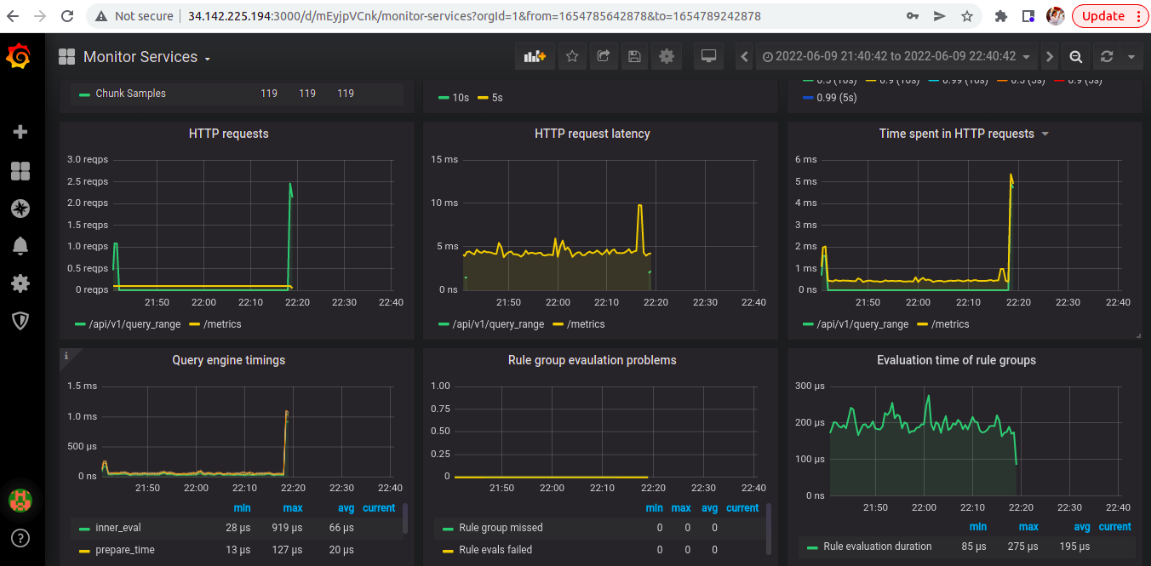 Not secure 34.142.225.194:3000/d/mEyjpVCnk/monitor-services?orgId=1&from=1654785642878&to=1654789242878 Update
Monitor Services 2022-06-09 21:40:42 to 2022-06-09 22:40:42
Chunk Samples 119 119 119
10s 5s
0.5 (10s) 0.9 (10s) 0.99 (10s) 0.5 (5s) 0.9 (5s)
0.99 (5s)
HTTP requests
3.0 reqps
2.5 reqps
2.0 reqps
1.5 reqps
1.0 reqps
0.5 reqps
0 reqps
21:50 22:00 22:10 22:20 22:30 22:40
/api/v1/query_range /metrics
HTTP request latency
15 ms
10 ms
5 ms
0 ns
21:50 22:00 22:10 22:20 22:30 22:40
/api/v1/query_range /metrics
Time spent in HTTP requests
6 ms
5 ms
4 ms
3 ms
2 ms
1 ms
0 ns
21:50 22:00 22:10 22:20 22:30 22:40
/api/v1/query_range /metrics
i
Query engine timings
1.5 ms
1.0 ms
500 µs
0 ns
21:50 22:00 22:10 22:20 22:30 22:40
min max avg current
inner_eval 28 µs 919 µs 66 µs
prepare_time 13 µs 127 µs 20 µs
Rule group evaulation problems
1.00
0.75
0.50
0.25
0
21:50 22:00 22:10 22:20 22:30 22:40
min max avg current
Rule group missed 0 0 0
Rule evals failed 0 0 0
Evaluation time of rule groups
300 µs
200 µs
100 µs
0 ns
21:50 22:00 22:10 22:20 22:30 22:40
min max avg current
Rule evaluation duration 85 µs 275 µs 195 µs